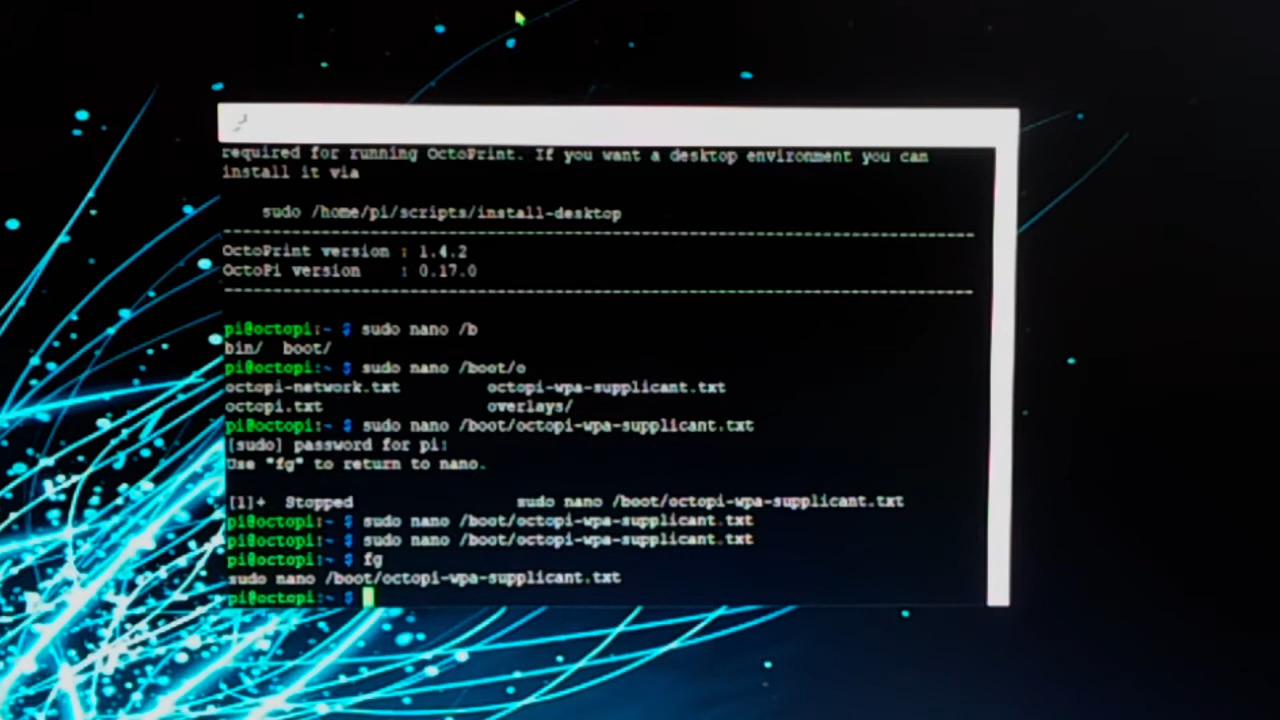 required for running OctoPrint. If you want a desktop environment you can
install it via
sudo /home/pi/scripts/install-desktop
--------------------------------------------------------------------------------
OctoPrint version : 1.4.2
OctoPi version : 0.17.0
--------------------------------------------------------------------------------
pi@octopi:~ $ sudo nano /b
bin/ boot/
pi@octopi:~ $ sudo nano /boot/o
octopi-network.txt octopi-wpa-supplicant.txt
octopi.txt overlays/
pi@octopi:~ $ sudo nano /boot/octopi-wpa-supplicant.txt
[sudo] password for pi:
Use "fg" to return to nano.
[1]+ Stopped sudo nano /boot/octopi-wpa-supplicant.txt
pi@octopi:~ $ sudo nano /boot/octopi-wpa-supplicant.txt
pi@octopi:~ $ sudo nano /boot/octopi-wpa-supplicant.txt
pi@octopi:~ $ fg
sudo nano /boot/octopi-wpa-supplicant.txt
pi@octopi:~ $